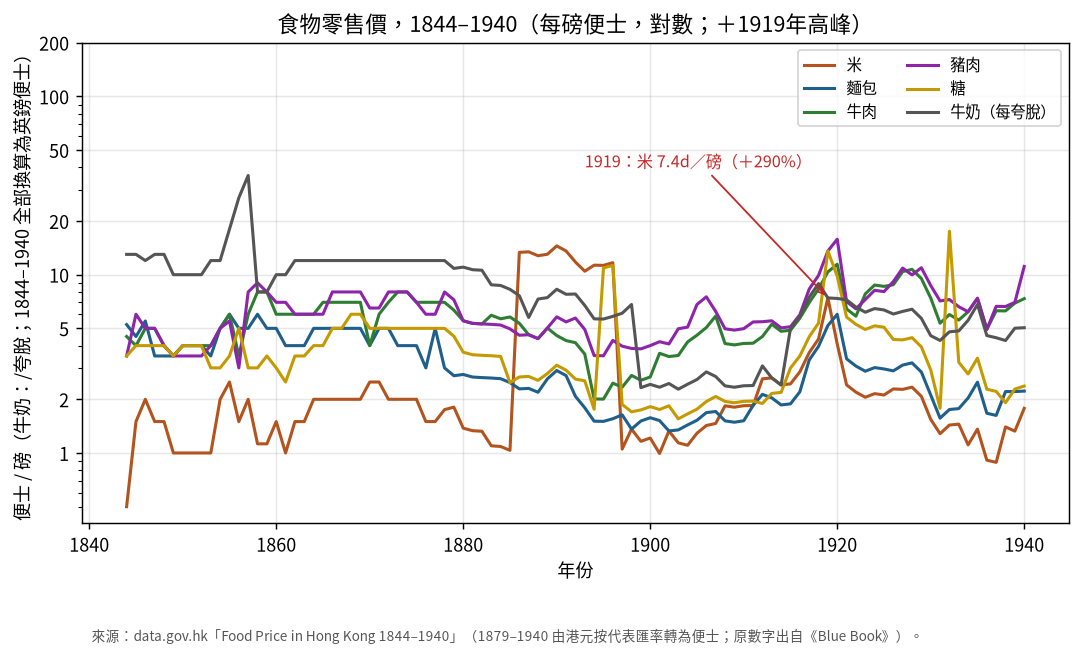 食物零售價，1844–1940（每磅便士，對數；＋1919年高峰）
便士 / 磅（牛奶：/夸脫；1844–1940 全部換算為英鎊便士）
200
100
50
20
10
5
2
1
米
麵包
牛肉
豬肉
糖
牛奶（每夸脫）
1919：米 7.4d／磅（＋290%）
1840
1860
1880
1900
1920
1940
年份
來源：data.gov.hk「Food Price in Hong Kong 1844–1940」（1879–1940 由港元按代表匯率轉為便士；原數字出自《Blue Book》）。